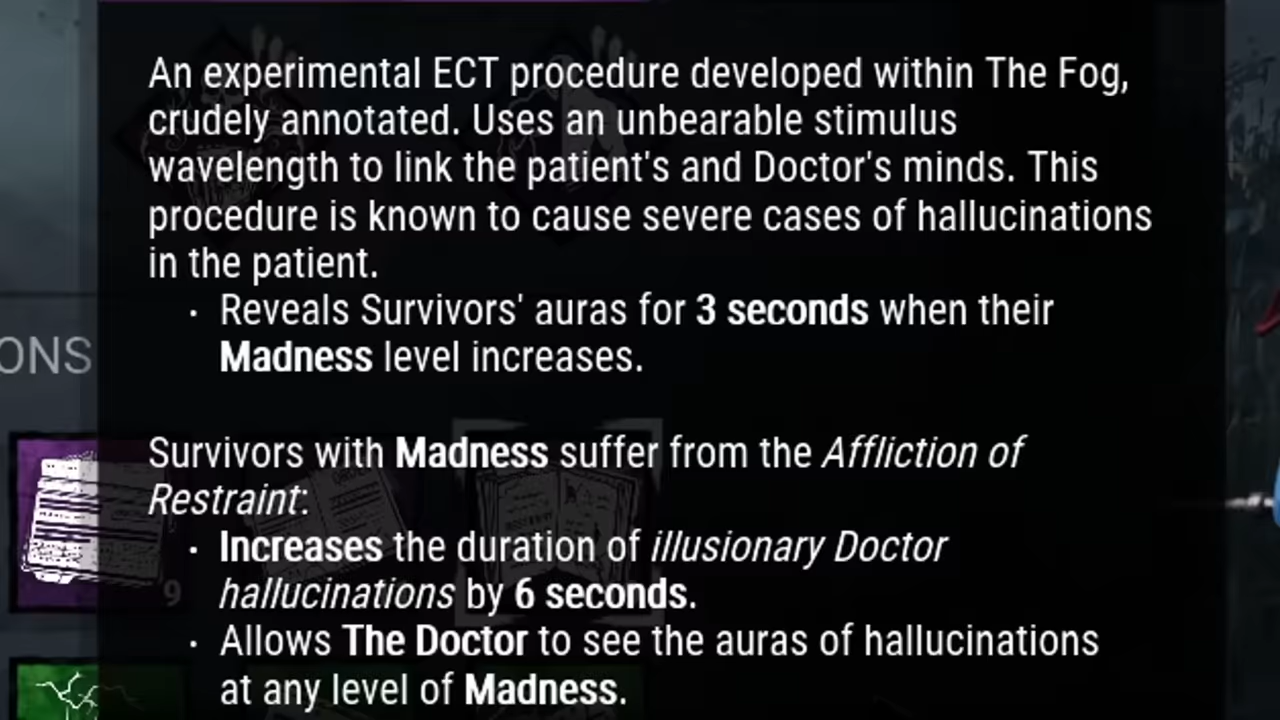 An experimental ECT procedure developed within The Fog,
crudely annotated. Uses an unbearable stimulus
wavelength to link the patient's and Doctor's minds. This
procedure is known to cause severe cases of hallucinations
in the patient.
· Reveals Survivors' auras for 3 seconds when their
Madness level increases.
ONS
Survivors with Madness suffer from the Affliction of
Restraint:
· Increases the duration of illusionary Doctor
hallucinations by 6 seconds.
9
· Allows The Doctor to see the auras of hallucinations
at any level of Madness.